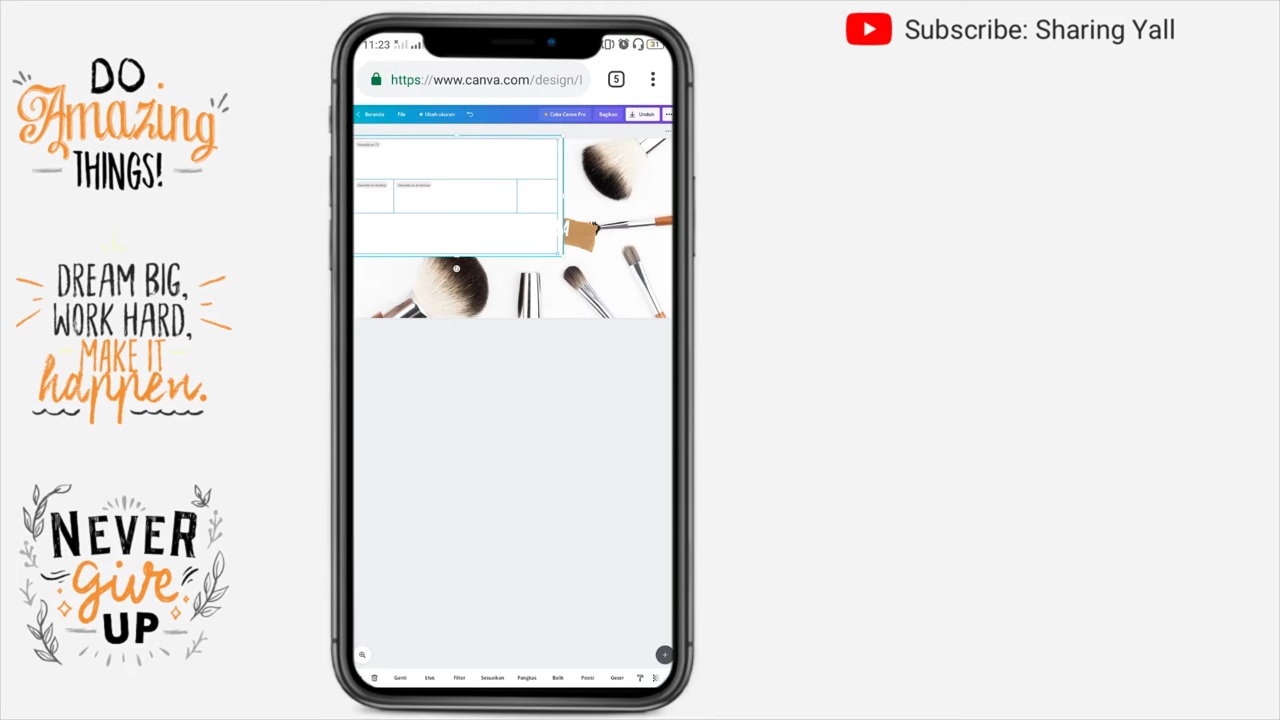 Subscribe: Sharing Yall
DO
Amazing
THINGS!
DREAM BIG,
WORK HARD,
MAKE IT
happen.
NEVER
give
UP
11:23
31
https://www.canva.com/design/
5
Beranda File Ubah ukuran Coba Canva Pro Bagikan Unduh
Ganti Efek Filter Sesuaikan Pangkas Balik Posisi Geser